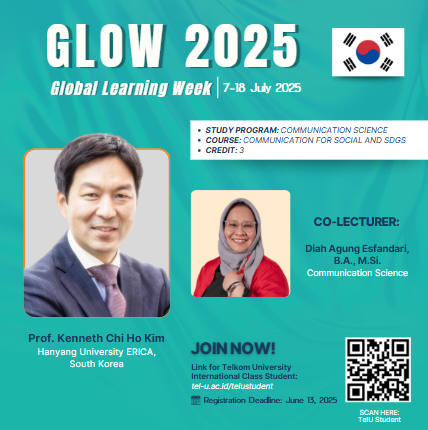 GLOW 2025
Global Learning Week | 7-18 July 2025
• STUDY PROGRAM: COMMUNICATION SCIENCE
• COURSE: COMMUNICATION FOR SOCIAL AND SDGS
• CREDIT: 3
CO-LECTURER:
Diah Agung Esfandari,
B.A., M.Si.
Communication Science
Prof. Kenneth Chi Ho Kim
Hanyang University ERICA,
South Korea
JOIN NOW!
Link for Telkom University
International Class Student:
tel-u.ac.id/telustudent
Registration Deadline: June 13, 2025
SCAN HERE:
TelU Student